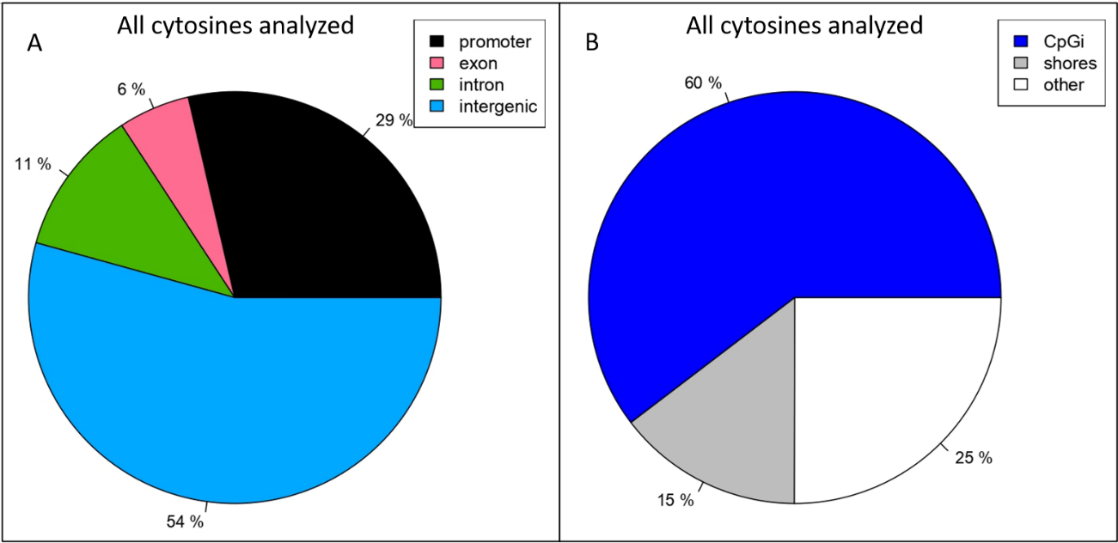 A
All cytosines analyzed
promoter
exon
intron
intergenic
6 %
29 %
11 %
54 %
B
All cytosines analyzed
CpGi
shores
other
60 %
25 %
15 %